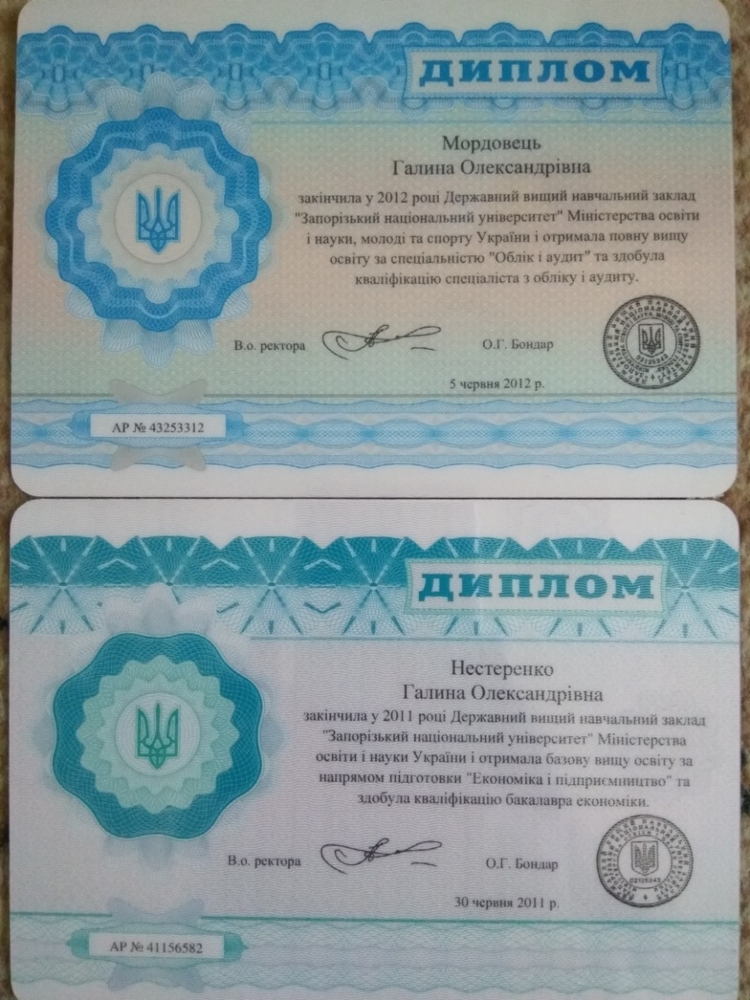 ДИПЛОМ
Мордовець
Галина Олександрівна
закінчила у 2012 році Державний вищий навчальний заклад
"Запорізький національний університет" Міністерства освіти
і науки, молоді та спорту України і отримала повну вищу
освіту за спеціальністю "Облік і аудит" та здобула
кваліфікацію спеціаліста з обліку і аудиту.
В.о. ректора О.Г. Бондар
5 червня 2012 р.
АР № 43253312
ДИПЛОМ
Нестеренко
Галина Олександрівна
закінчила у 2011 році Державний вищий навчальний заклад
"Запорізький національний університет" Міністерства
освіти і науки України і отримала базову вищу освіту за
напрямом підготовки "Економіка і підприємництво" та
здобула кваліфікацію бакалавра економіки.
В.о. ректора О.Г. Бондар
30 червня 2011 р.
АР № 41156582